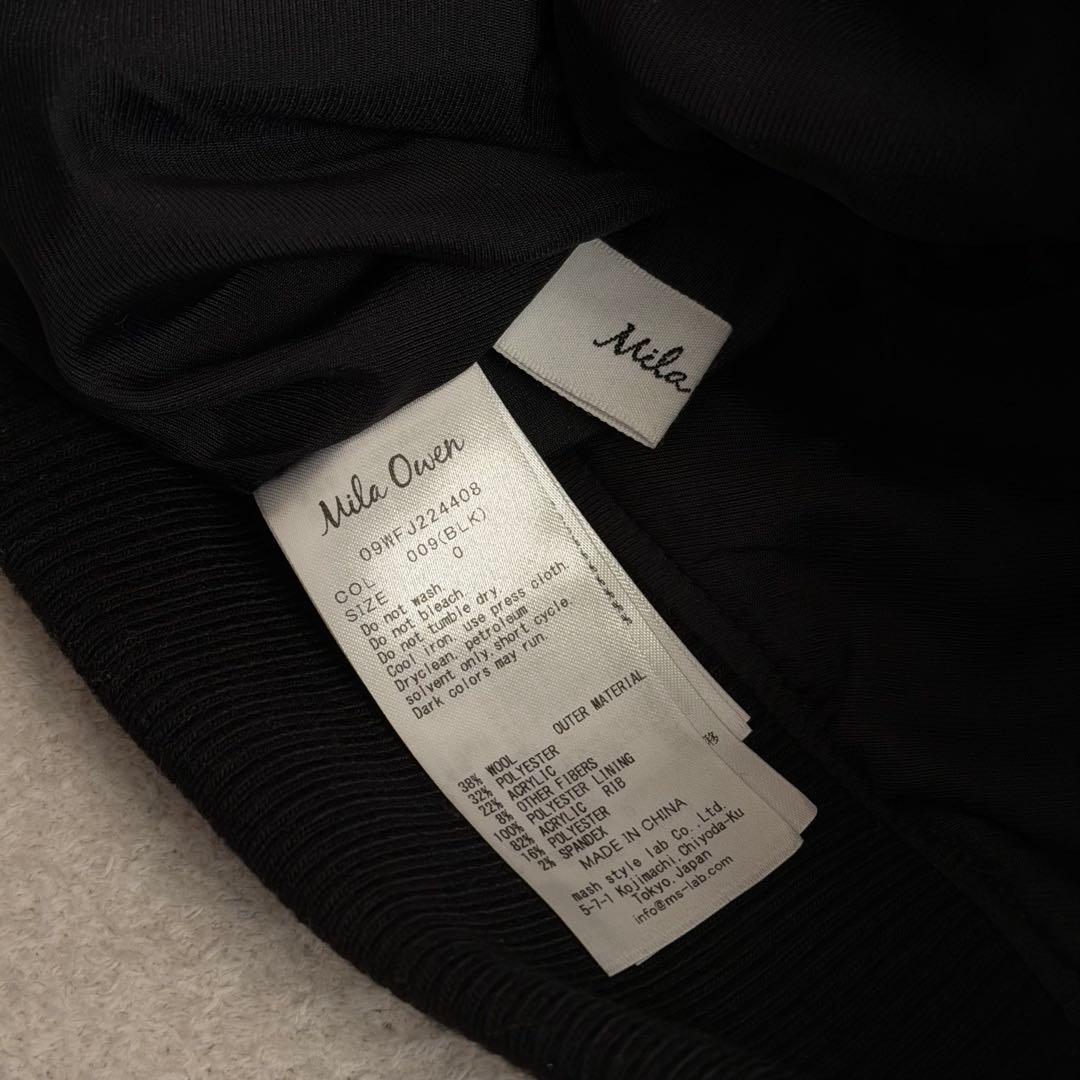 Mila
Mila Owen
09WFJ224408
COL 009(BLK)
SIZE 0
Do not wash
Do not bleach
Do not tumble dry
Cool iron, use press cloth.
Dryclean, petroleum
solvent only,short cycle.
Dark colors may run.
OUTER MATERIAL
38% WOOL
32% POLYESTER
22% ACRYLIC
8% OTHER FIBERS
100% POLYESTER LINING
82% ACRYLIC RIB
16% POLYESTER
2% SPANDEX
MADE IN CHINA
mash style lab Co.,Ltd.
5-7-1 Kojimachi,Chiyoda-Ku
Tokyo,Japan
info@ms-lab.com